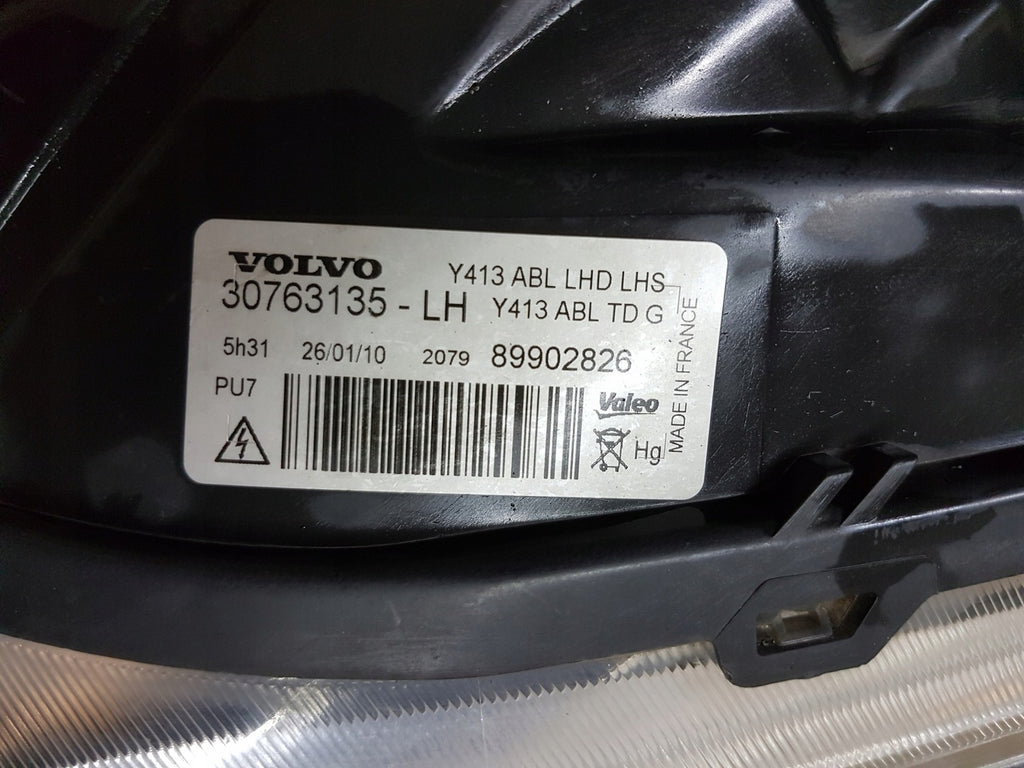 VOLVO
Y413 ABL LHD LHS
30763135 - LH
Y413 ABL TD G
5h31 26/01/10 2079 89902826
PU7
Valeo
Hg
MADE IN FRANCE